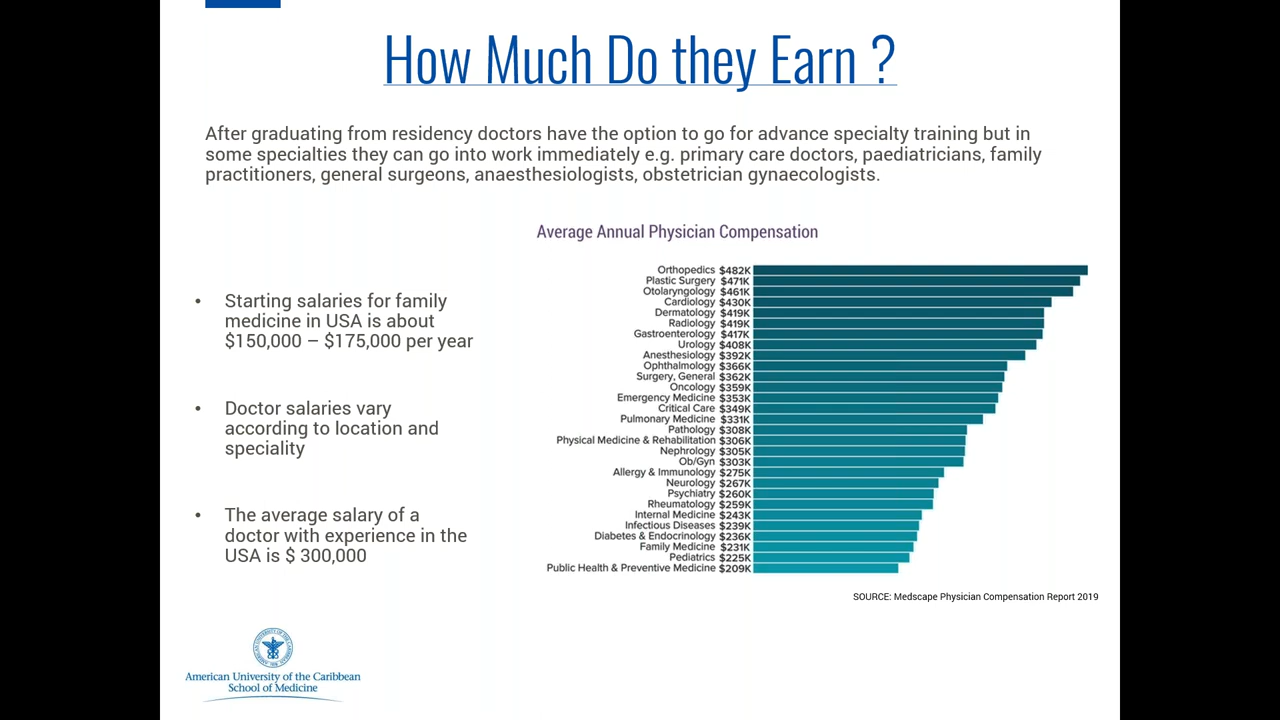 How Much Do they Earn ?
After graduating from residency doctors have the option to go for advance specialty training but in
some specialties they can go into work immediately e.g. primary care doctors, paediatricians, family
practitioners, general surgeons, anaesthesiologists, obstetrician gynaecologists.
• Starting salaries for family
medicine in USA is about
$150,000 – $175,000 per year
• Doctor salaries vary
according to location and
speciality
• The average salary of a
doctor with experience in the
USA is $ 300,000
Average Annual Physician Compensation
Orthopedics $482K
Plastic Surgery $471K
Otolaryngology $461K
Cardiology $430K
Dermatology $419K
Radiology $419K
Gastroenterology $417K
Urology $408K
Anesthesiology $392K
Ophthalmology $366K
Surgery, General $362K
Oncology $359K
Emergency Medicine $353K
Critical Care $349K
Pulmonary Medicine $331K
Pathology $308K
Physical Medicine & Rehabilitation $306K
Nephrology $305K
Ob/Gyn $303K
Allergy & Immunology $275K
Neurology $267K
Psychiatry $260K
Rheumatology $259K
Internal Medicine $243K
Infectious Diseases $239K
Diabetes & Endocrinology $236K
Family Medicine $231K
Pediatrics $225K
Public Health & Preventive Medicine $209K
SOURCE: Medscape Physician Compensation Report 2019
American University of the Caribbean
School of Medicine